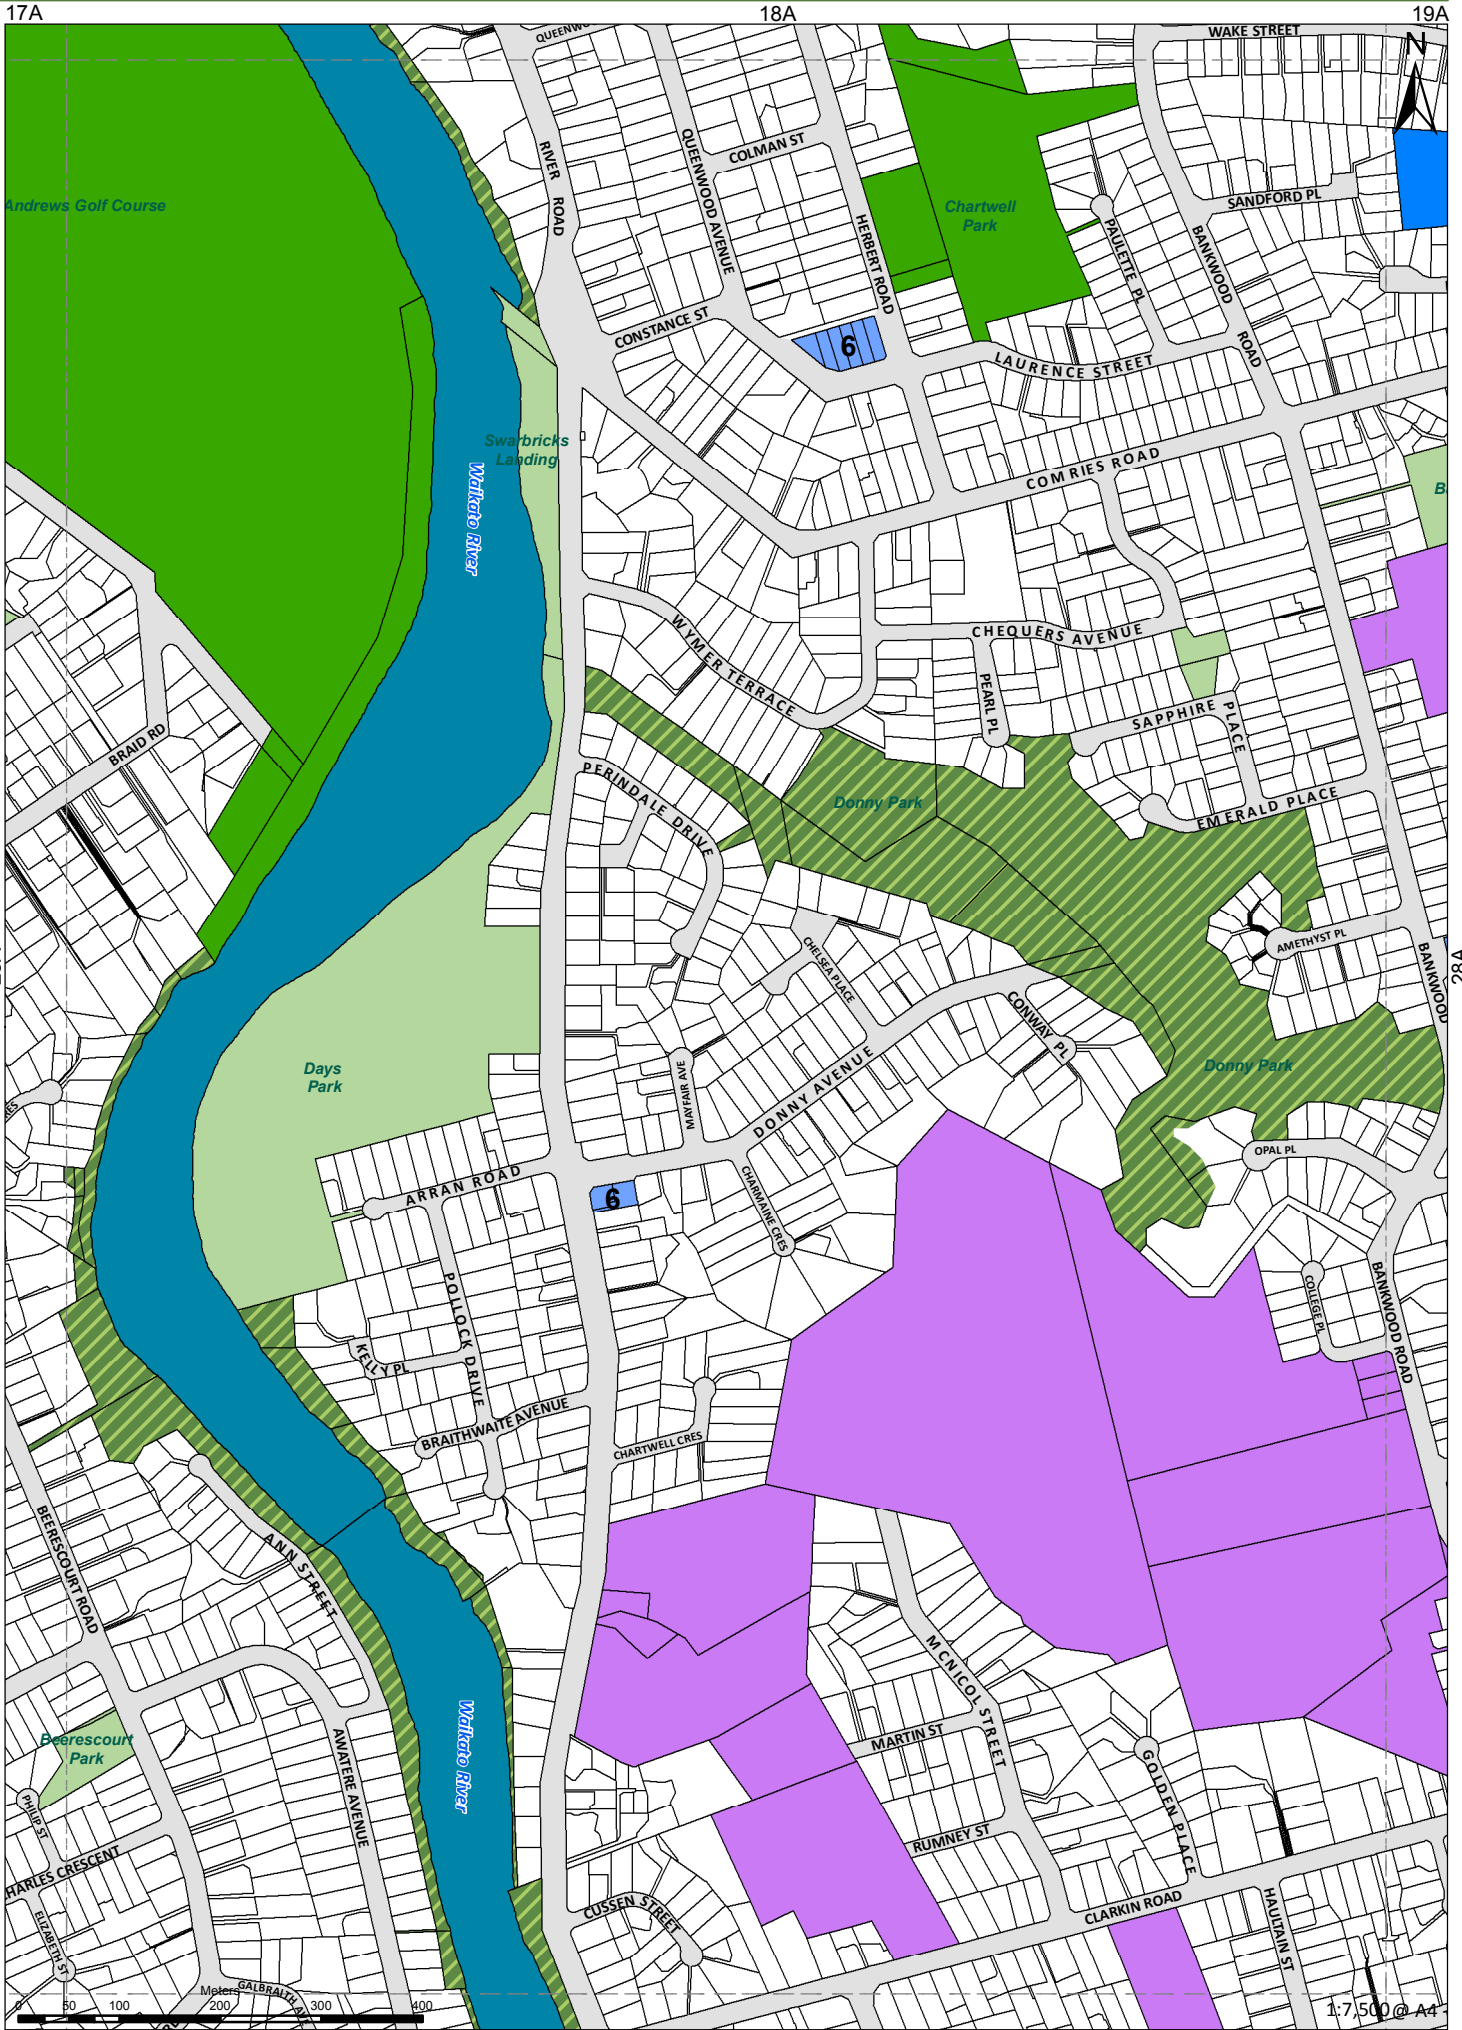 17A
18A
19A
QUEENWO
WAKE STREET
N
RIVER
ROAD
QUEENWOOD AVENUE
COLMAN ST
SANDFORD PL
Andrews Golf Course
Chartwell
Park
HERBERT ROAD
PAULETTE PL
BANKWOOD
ROAD
CONSTANCE ST
6
LAURENCE STREET
Swarbricks
Landing
Waikato River
COMRIES ROAD
Ba
WYMER TERRACE
CHEQUERS AVENUE
PEARL PL
SAPPHIRE
PLACE
BRAID RD
PERINDALE DRIVE
Donny Park
EMERALD PLACE
AMETHYST PL
CHELSEA PLACE
BANKWOOD
28A
CONWAY PL
Days
Park
MAYFAIR AVE
DONNY AVENUE
Donny Park
RES
OPAL PL
ARRAN ROAD
6
CHARMAINE CRES
POLLOCK DRIVE
COLLEGE PL
BANKWOOD ROAD
KELLY PL
BRAITHWAITE AVENUE
CHARTWELL CRES
BEERESCOURT ROAD
ANN STREET
MCNICOL STREET
Waikato River
MARTIN ST
Beerescourt
Park
AWATERE AVENUE
GOLDEN PLACE
PHILIP ST
RUMNEY ST
HARLES CRESCENT
CUSSEN STREET
CLARKIN ROAD
ELIZABETH ST
HAULTAIN ST
GALBRAITH AVE
Meters
0 50 100 200 300 400
1:7,500 @ A4